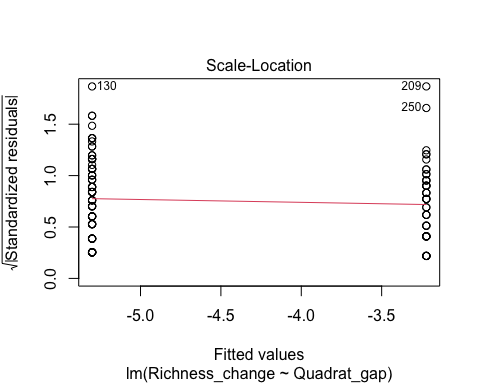 Scale-Location
√|Standardized residuals|
0.0 0.5 1.0 1.5
130
209
250
-5.0 -4.5 -4.0 -3.5
Fitted values
lm(Richness_change ~ Quadrat_gap)